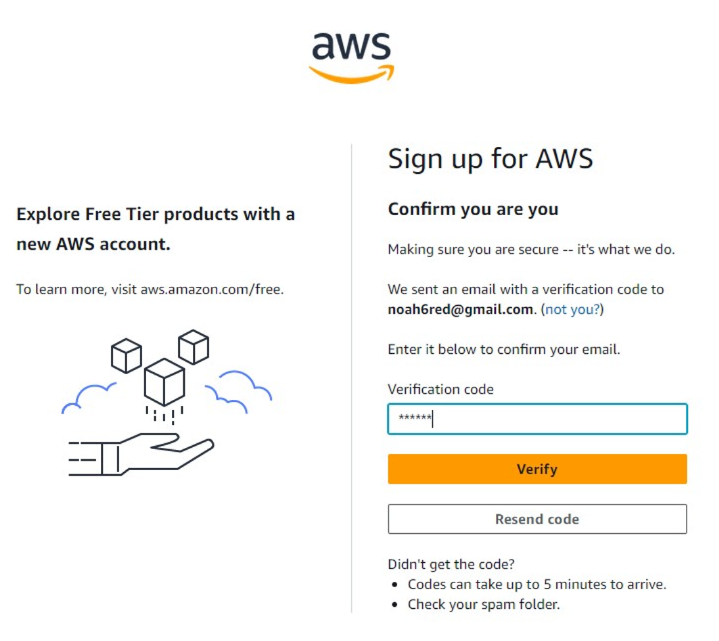 aws
Explore Free Tier products with a
new AWS account.
To learn more, visit aws.amazon.com/free.
Sign up for AWS
Confirm you are you
Making sure you are secure -- it's what we do.
We sent an email with a verification code to
noah6red@gmail.com. (not you?)
Enter it below to confirm your email.
Verification code
******
Verify
Resend code
Didn't get the code?
• Codes can take up to 5 minutes to arrive.
• Check your spam folder.